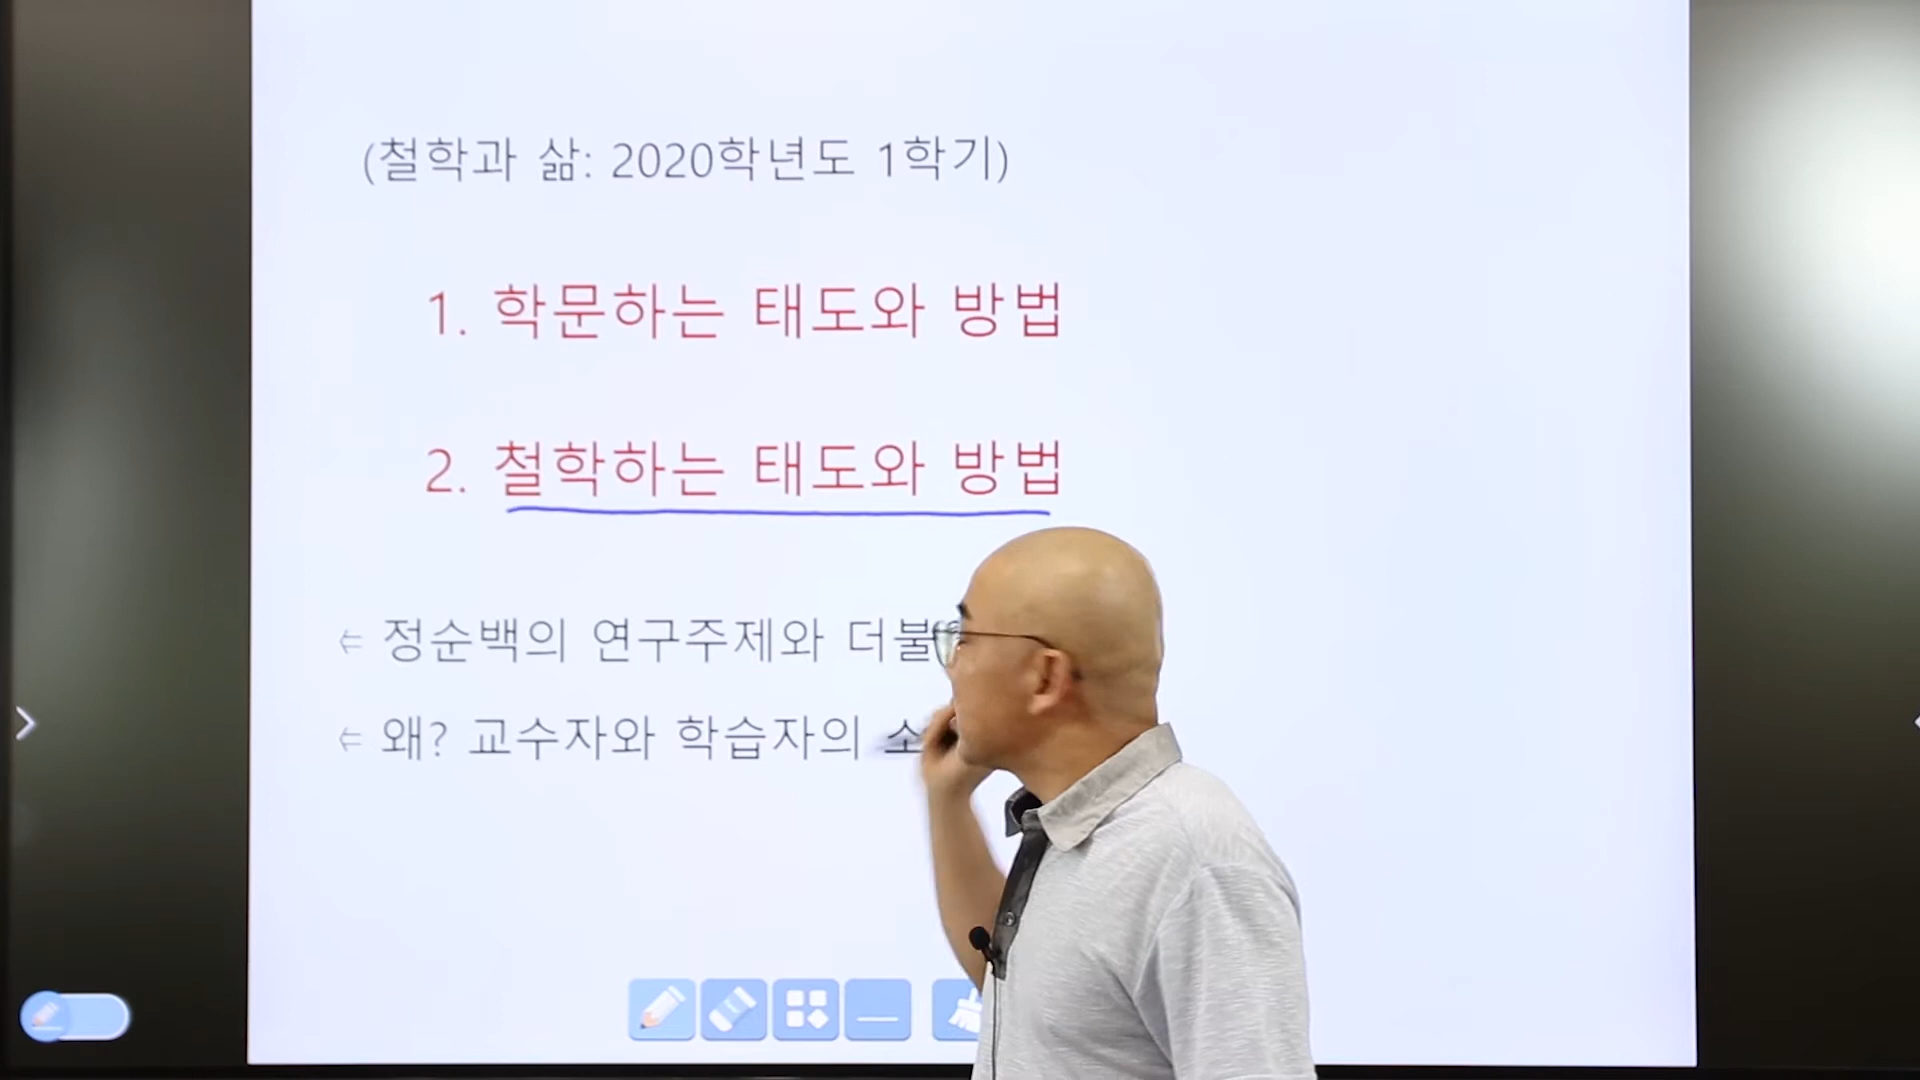 (철학과 삶: 2020학년도 1학기)
1. 학문하는 태도와 방법
2. 철학하는 태도와 방법
⇐ 정순백의 연구주제와
⇐ 왜? 교수자와 학습자의